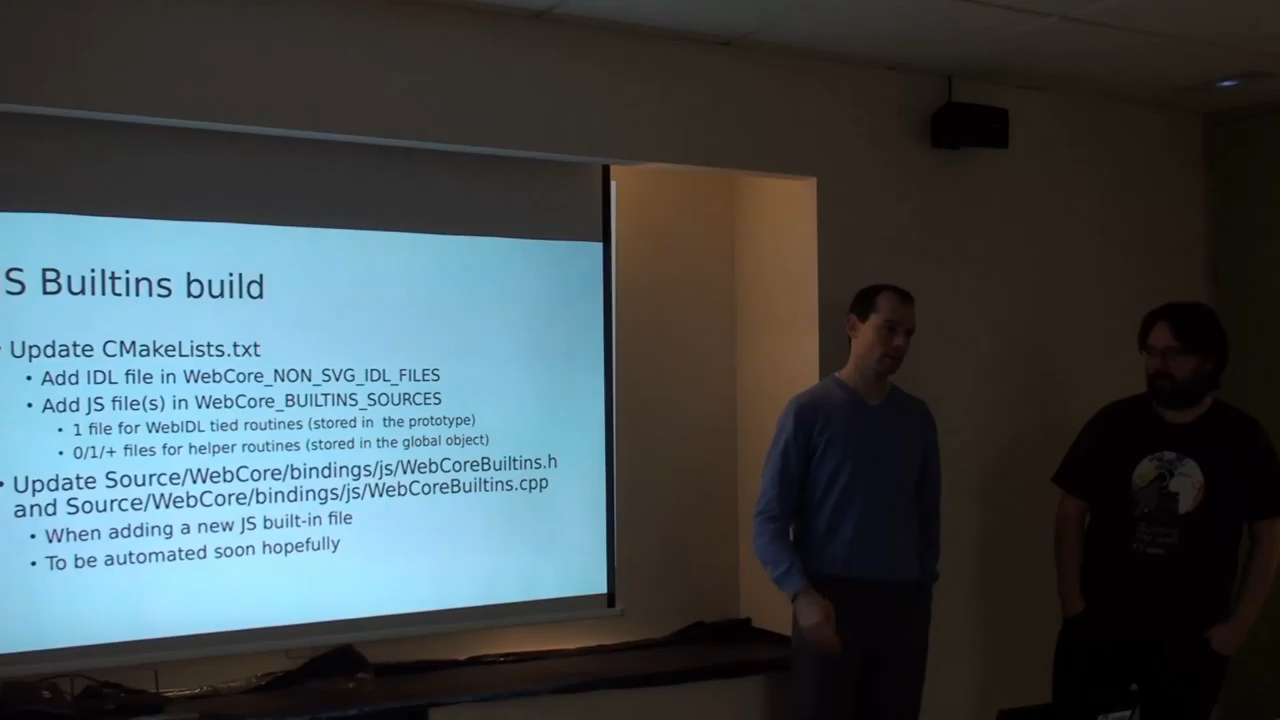 S Builtins build
• Update CMakeLists.txt
• Add IDL file in WebCore_NON_SVG_IDL_FILES
• Add JS file(s) in WebCore_BUILTINS_SOURCES
• 1 file for WebIDL tied routines (stored in the prototype)
• 0/1/+ files for helper routines (stored in the global object)
• Update Source/WebCore/bindings/js/WebCoreBuiltins.h
and Source/WebCore/bindings/js/WebCoreBuiltins.cpp
• When adding a new JS built-in file
• To be automated soon hopefully